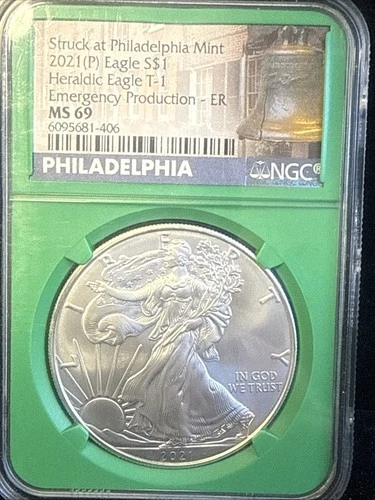 Struck at Philadelphia Mint
2021(P) Eagle S$1
Heraldic Eagle T-1
Emergency Production - ER
MS 69
6095681-406
PHILADELPHIA
NGC®
LIBERTY
IN GOD
WE TRUST
2021